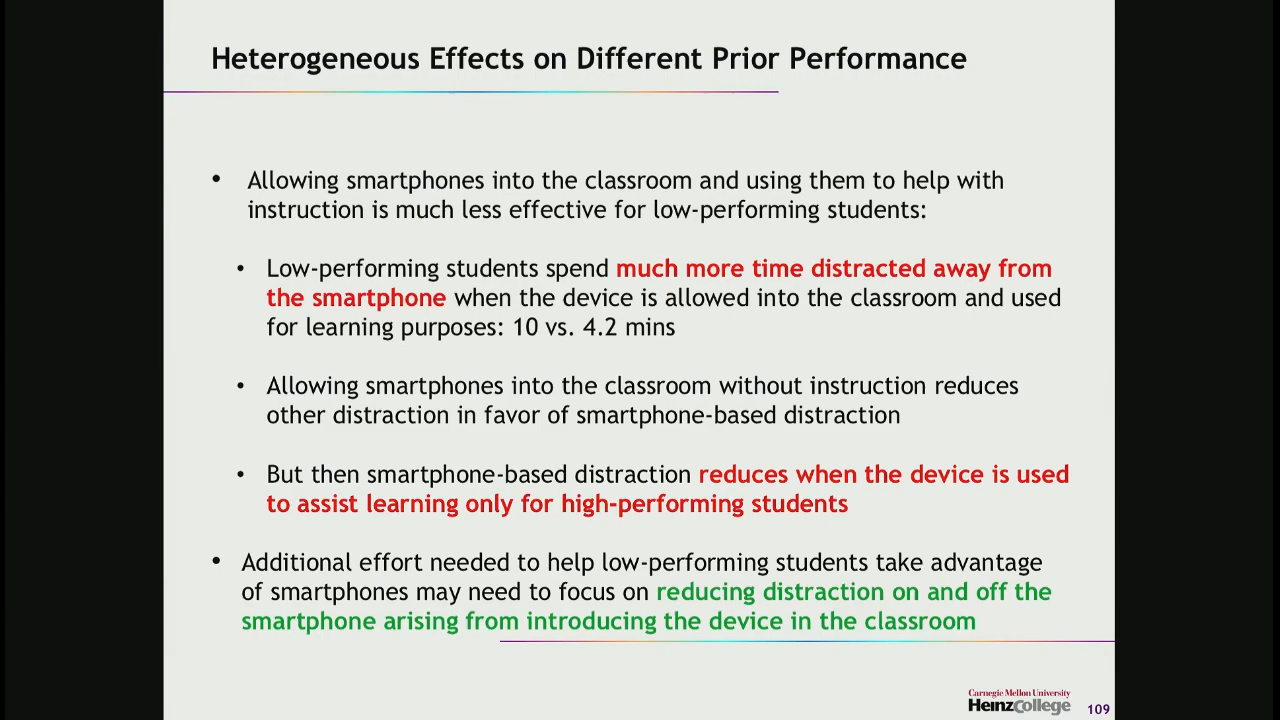 Heterogeneous Effects on Different Prior Performance
• Allowing smartphones into the classroom and using them to help with
instruction is much less effective for low-performing students:
• Low-performing students spend much more time distracted away from
the smartphone when the device is allowed into the classroom and used
for learning purposes: 10 vs. 4.2 mins
• Allowing smartphones into the classroom without instruction reduces
other distraction in favor of smartphone-based distraction
• But then smartphone-based distraction reduces when the device is used
to assist learning only for high-performing students
• Additional effort needed to help low-performing students take advantage
of smartphones may need to focus on reducing distraction on and off the
smartphone arising from introducing the device in the classroom
Carnegie Mellon University
HeinzCollege
109